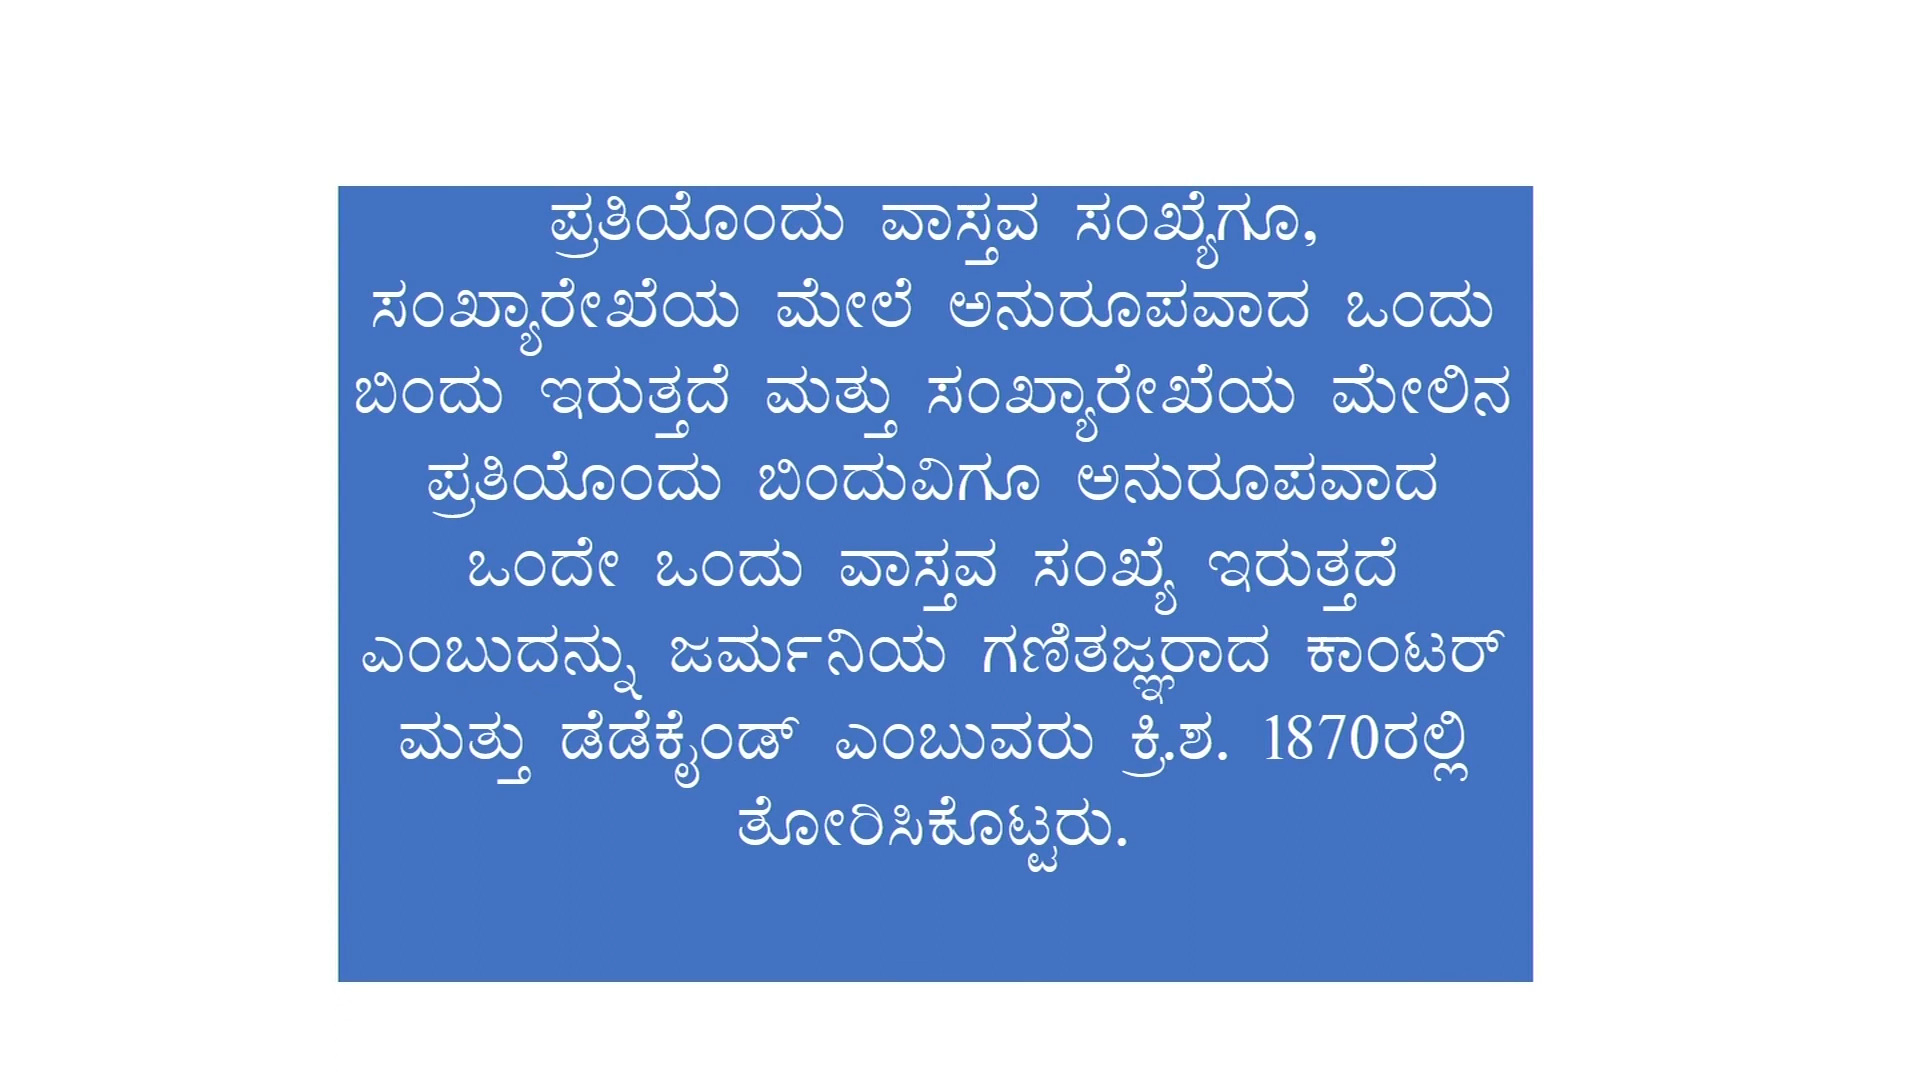 ಪ್ರತಿಯೊಂದು ವಾಸ್ತವ ಸಂಖ್ಯೆಗೂ,
ಸಂಖ್ಯಾರೇಖೆಯ ಮೇಲೆ ಅನುರೂಪವಾದ ಒಂದು
ಬಿಂದು ಇರುತ್ತದೆ ಮತ್ತು ಸಂಖ್ಯಾರೇಖೆಯ ಮೇಲಿನ
ಪ್ರತಿಯೊಂದು ಬಿಂದುವಿಗೂ ಅನುರೂಪವಾದ
ಒಂದೇ ಒಂದು ವಾಸ್ತವ ಸಂಖ್ಯೆ ಇರುತ್ತದೆ
ಎಂಬುದನ್ನು ಜರ್ಮನಿಯ ಗಣಿತಜ್ಞರಾದ ಕಾಂಟರ್
ಮತ್ತು ಡೆಡೆಕೈಂಡ್ ಎಂಬುವರು ಕ್ರಿ.ಶ. 1870ರಲ್ಲಿ
ತೋರಿಸಿಕೊಟ್ಟರು.